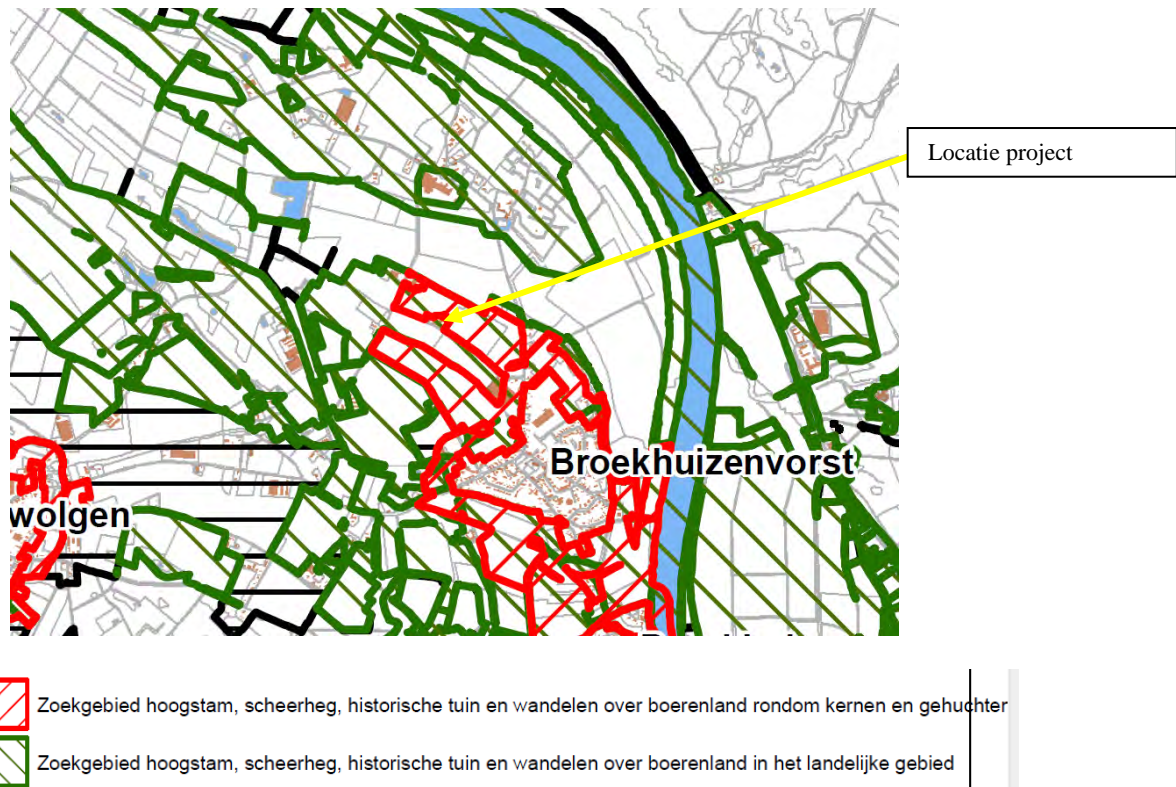 Locatie project
Broekhuizenvorst
wolgen
Zoekgebied hoogstam, scheerheg, historische tuin en wandelen over boerenland rondom kernen en gehuchter
Zoekgebied hoogstam, scheerheg, historische tuin en wandelen over boerenland in het landelijke gebied